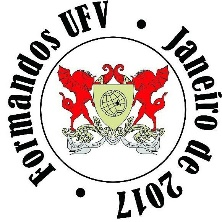 Formandos UFV • Janeiro de 2017 •